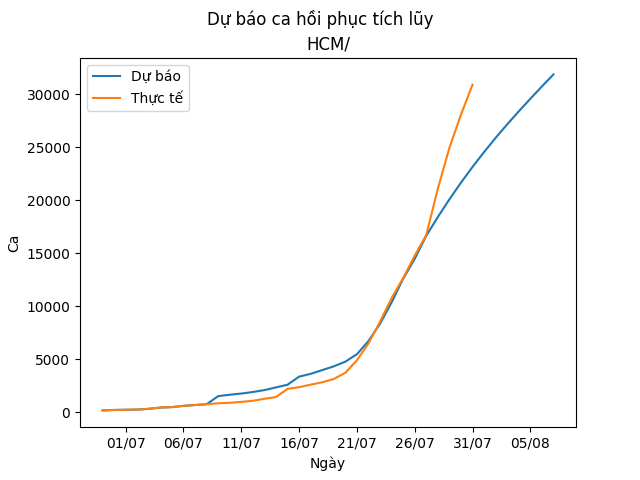 Dự báo ca hồi phục tích lũy
HCM/
Dự báo
Thực tế
30000
25000
20000
15000
10000
5000
0
Ca
01/07 06/07 11/07 16/07 21/07 26/07 31/07 05/08
Ngày